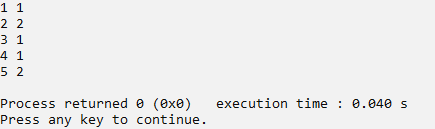 1 1
2 2
3 1
4 1
5 2
Process returned 0 (0x0)   execution time : 0.040 s
Press any key to continue.